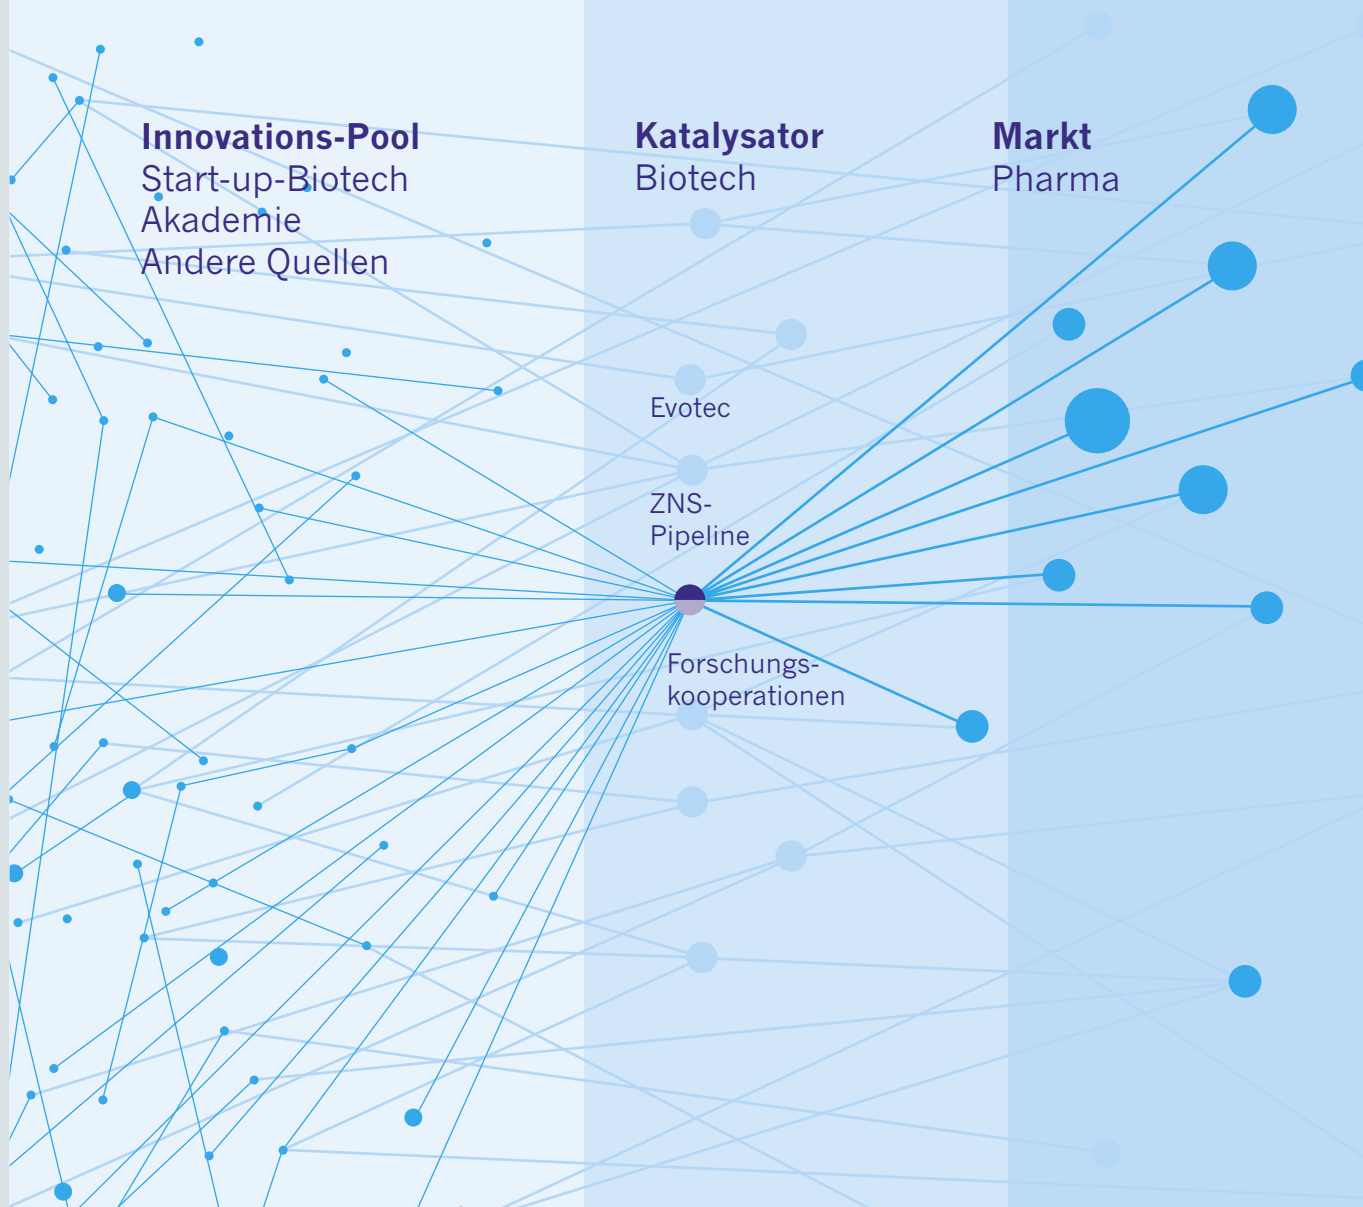 Innovations-Pool
Start-up-Biotech
Akademie
Andere Quellen
Katalysator
Biotech
Markt
Pharma
Evotec
ZNS-
Pipeline
Forschungs-
kooperationen